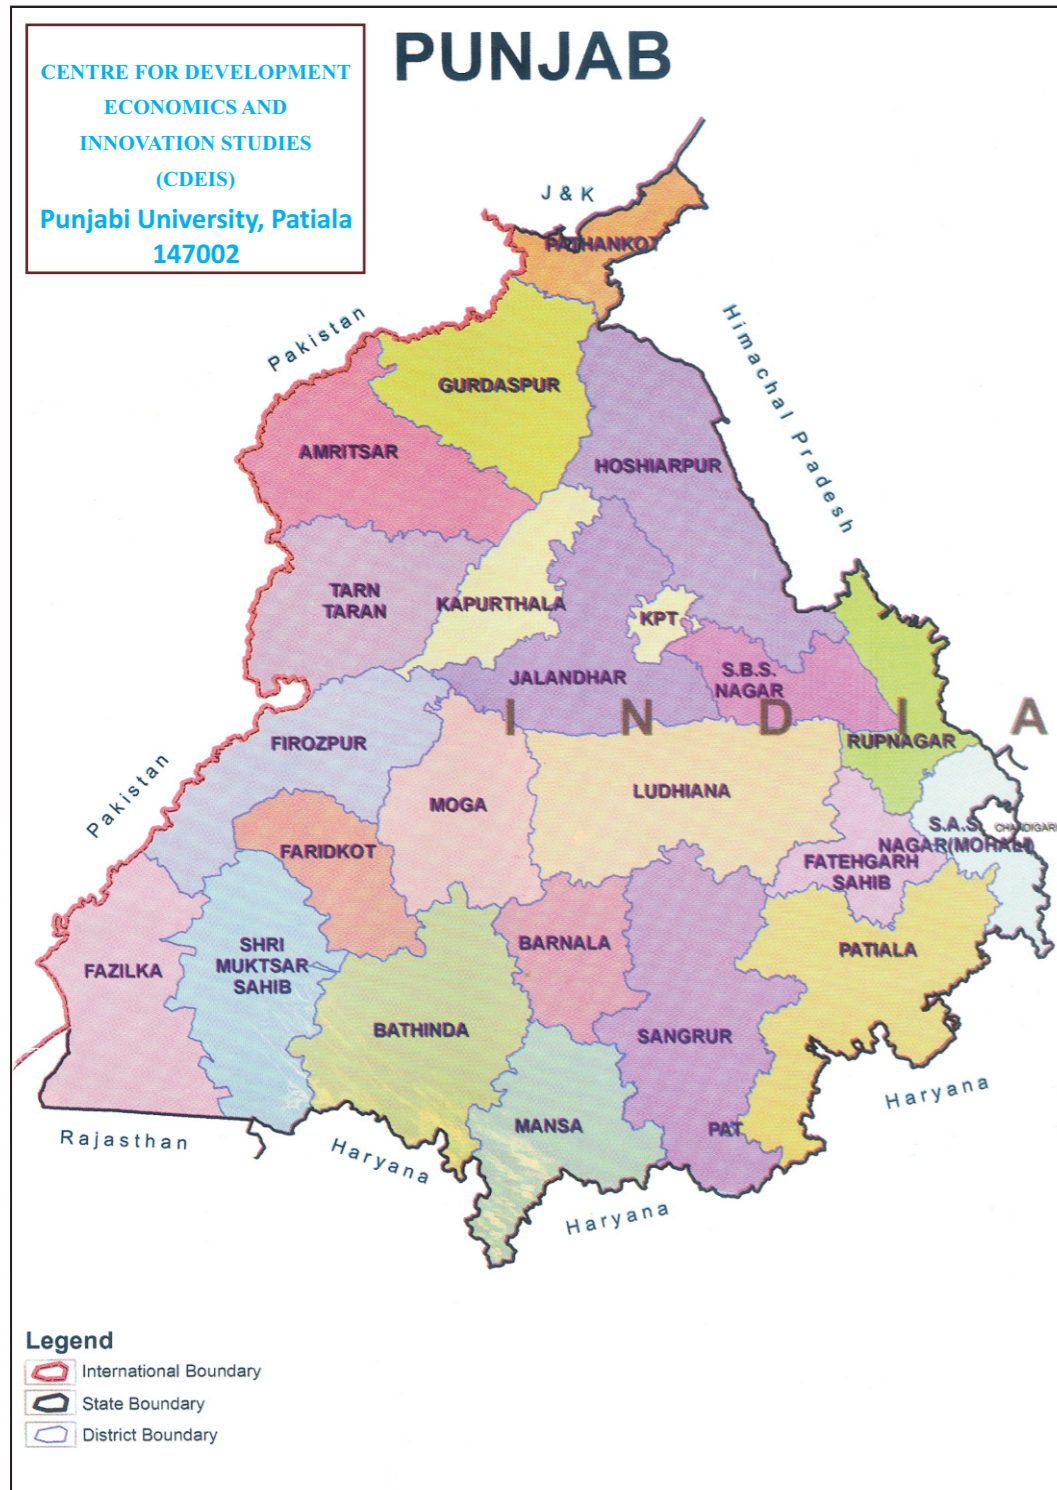 CENTRE FOR DEVELOPMENT
ECONOMICS AND
INNOVATION STUDIES
(CDEIS)
Punjabi University, Patiala
147002
PUNJAB
J & K
PATHANKOT
Pakistan
Himachal Pradesh
GURDASPUR
AMRITSAR
HOSHIARPUR
TARN
TARAN
KAPURTHALA
KPT
JALANDHAR
S.B.S.
NAGAR
INDIA
FIROZPUR
RUPNAGAR
Pakistan
MOGA
LUDHIANA
S.A.S.
NAGAR(MOHALI)
CHANDIGARH
FARIDKOT
FATEHGARH
SAHIB
FAZILKA
SHRI
MUKTSAR
SAHIB
BARNALA
PATIALA
BATHINDA
SANGRUR
MANSA
PAT
Haryana
Rajasthan
Haryana
Haryana
Legend
International Boundary
State Boundary
District Boundary